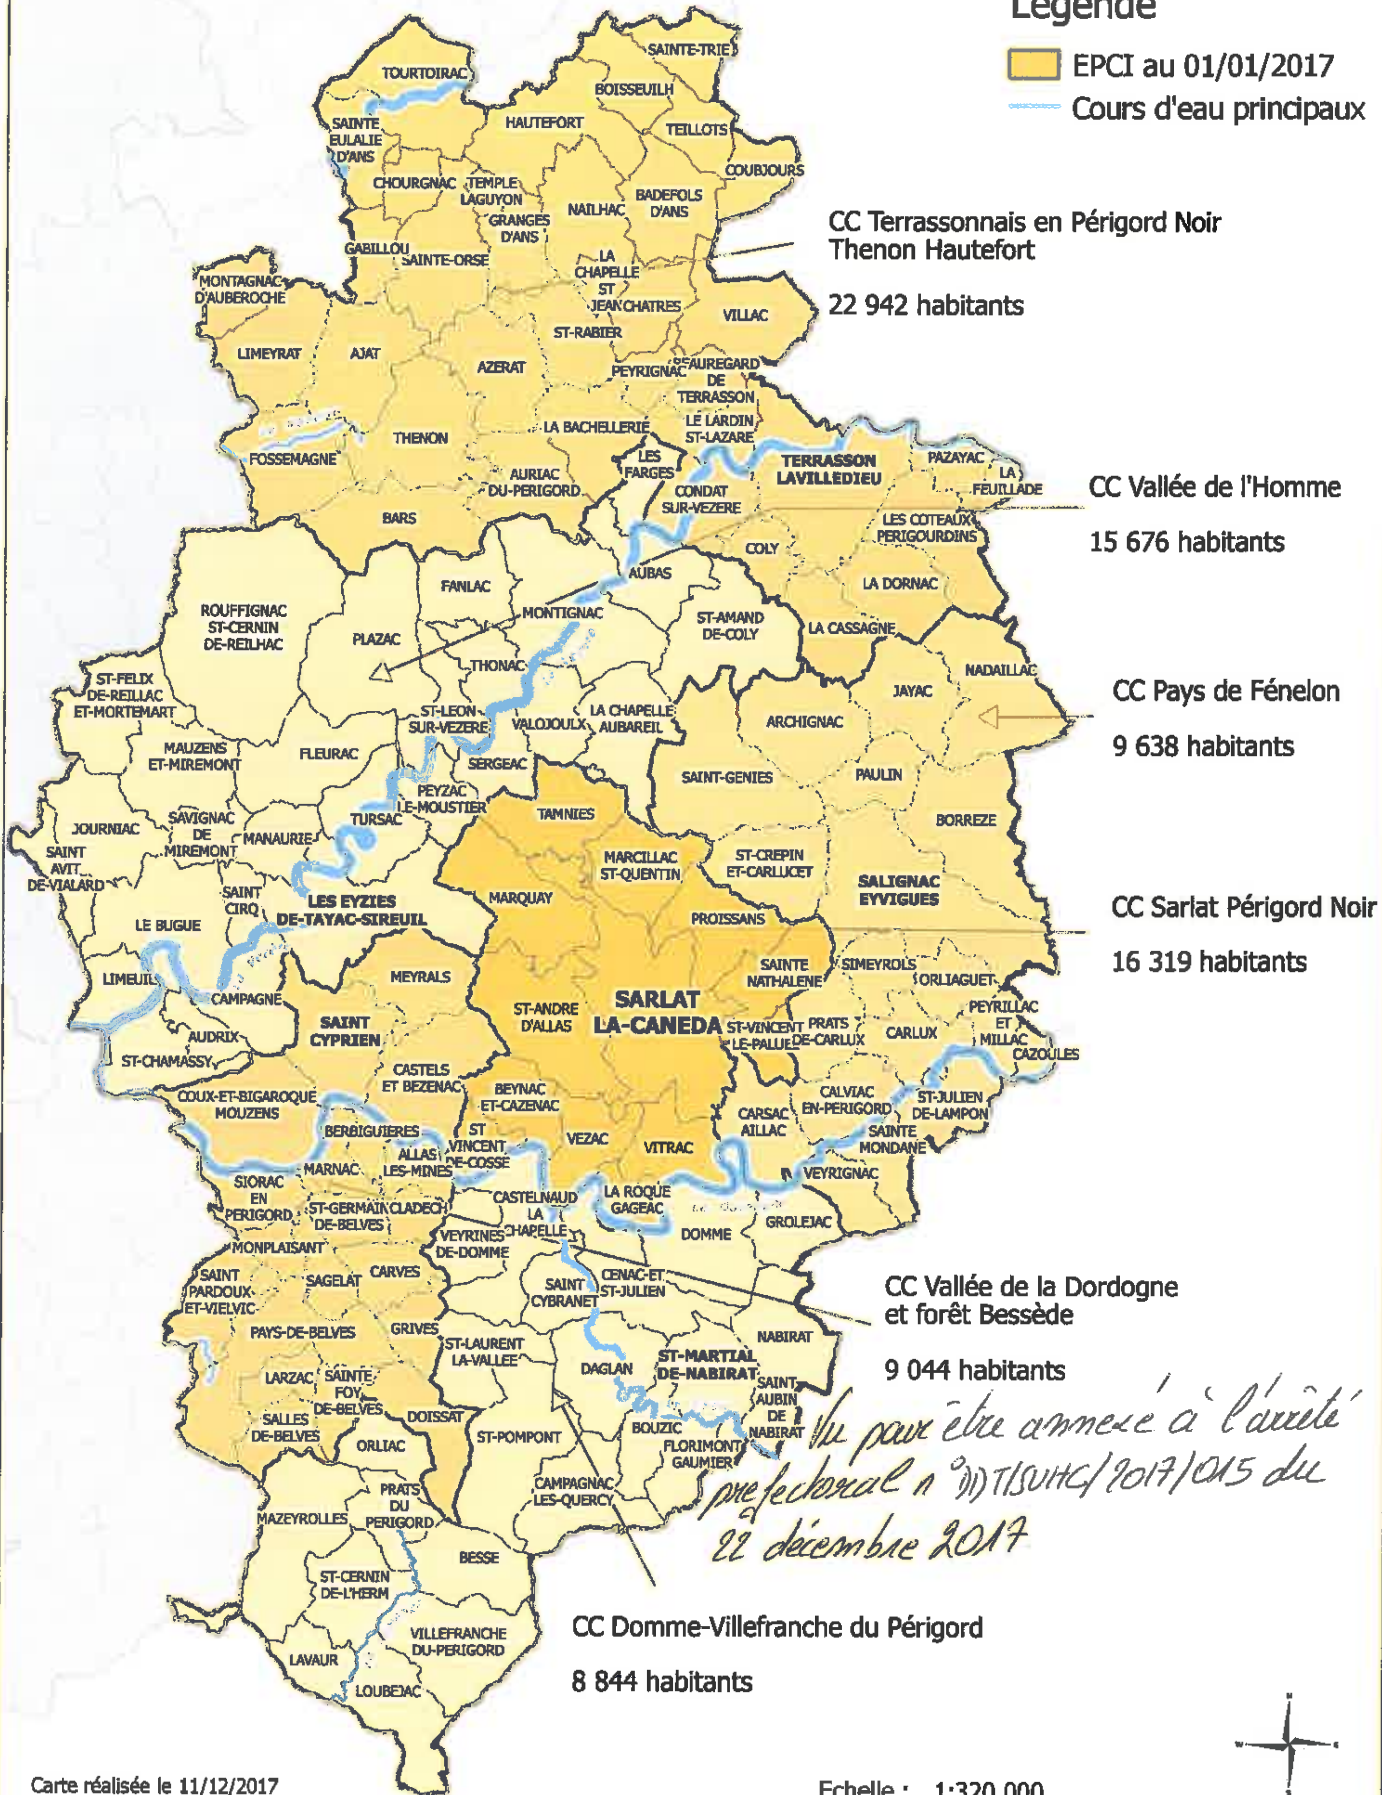 Légende
EPCI au 01/01/2017
Cours d'eau principaux
SAINTE-TRIE
TOURTOIRAC
BOISSEUILH
HAUTEFORT
TEILLOTS
SAINTE
EULALIE
D'ANS
COUBJOURS
CHOURGNAC
TEMPLE
LAGUYON
BADEFOLS
D'ANS
NAILHAC
GRANGES
D'ANS
GABILLOU
SAINTE-ORSE
LA
CHAPELLE
ST
JEAN
CHATRES
MONTAGNAC
D'AUBEROCHE
VILLAC
ST-RABIER
LIMEYRAT
AJAT
AZERAT
PEYRIGNAC
BEAUREGARD
DE
TERRASSON
CC Terrassonnais en Périgord Noir
Thenon Hautefort
22 942 habitants
THENON
LA BACHELLERIE
LE LARDIN
ST-LAZARE
FOSSEMAGNE
LES
FARGES
TERRASSON
LAVILLEDIEU
PAZAYAC
LA
FEUILLADE
AURIAC
DU-PERIGORD
CONDAT
SUR-VEZERE
BARS
LES COTEAUX
PERIGOURDINS
COLY
LA DORNAC
CC Vallée de l'Homme
15 676 habitants
FANLAC
AUBAS
ROUFFIGNAC
ST-CERNIN
DE-REILHAC
PLAZAC
MONTIGNAC
ST-AMAND
DE-COLY
LA CASSAGNE
THONAC
NADAILLAC
ST-FELIX
DE-REILLAC
ET-MORTEMART
JAYAC
ST-LEON
SUR-VEZERE
VALOJOULX
LA CHAPELLE
AUBAREIL
ARCHIGNAC
CC Pays de Fénelon
9 638 habitants
MAUZENS
ET-MIREMONT
FLEURAC
SERGEAC
SAINT-GENIES
PAULIN
PEYZAC
LE-MOUSTIER
TAMNIES
BORREZE
JOURNIAC
SAVIGNAC
DE
MIREMONT
MANAURIE
TURSAC
SAINT
AVIT
DE-VIALARD
MARCILLAC
ST-QUENTIN
ST-CREPIN
ET-CARLUCET
SALIGNAC
EYVIGUES
SAINT
CIRQ
LES EYZIES
DE-TAYAC-SIREUIL
MARQUAY
PROISSANS
LE BUGUE
CC Sarlat Périgord Noir
16 319 habitants
LIMEUIL
CAMPAGNE
MEYRALS
SAINTE
NATHALENE
SIMEYROLS
ORLIAGUET
AUDRIX
SAINT
CYPRIEN
ST-ANDRE
D'ALLAS
SARLAT
LA-CANEDA
ST-VINCENT
LE-PALUEL
PRATS
DE-CARLUX
CARLUX
PEYRILLAC
ET
MILLAC
CAZOULES
ST-CHAMASSY
CASTELS
ET BEZENAC
COUX-ET-BIGAROQUE
MOUZENS
BEYNAC
ET-CAZENAC
CALVIAC
EN-PERIGORD
ST-JULIEN
DE-LAMPON
CARSAC
AILLAC
BERBIGUIERES
ST
VINCENT
DE-COSSE
VEZAC
VITRAC
SAINTE
MONDANE
ALLAS
LES-MINES
MARNAC
VEYRIGNAC
SIORAC
EN
PERIGORD
ST-GERMAIN
DE-BELVES
CLADECH
CASTELNAUD
LA
CHAPELLE
LA ROQUE
GAGEAC
GROLEJAC
DOMME
VEYRINES
DE-DOMME
MONPLAISANT
SAINT
PARDOUX
ET-VIELVIC
SAGELAT
CARVES
SAINT
CYBRANET
CENAC-ET
ST-JULIEN
CC Vallée de la Dordogne
et forêt Bessède
9 044 habitants
PAYS-DE-BELVES
GRIVES
ST-LAURENT
LA-VALLEE
NABIRAT
DAGLAN
ST-MARTIAL
DE-NABIRAT
LARZAC
SAINTE
FOY
DE-BELVES
SAINT
AUBIN
DE
NABIRAT
SALLES
DE-BELVES
DOISSAT
ST-POMPONT
BOUZIC
FLORIMONT
GAUMIER
ORLIAC
Vu pour être annexé à l'arrêté
préfectoral n° DDT/SUHC/2017/015 du
22 décembre 2017
CAMPAGNAC
LES-QUERCY
PRATS
DU
PERIGORD
MAZEYROLLES
BESSE
ST-CERNIN
DE-L'HERM
VILLEFRANCHE
DU-PERIGORD
LAVAUR
LOUBEJAC
CC Domme-Villefranche du Périgord
8 844 habitants
N
W
E
S
Carte réalisée le 11/12/2017
Echelle : 1:320 000